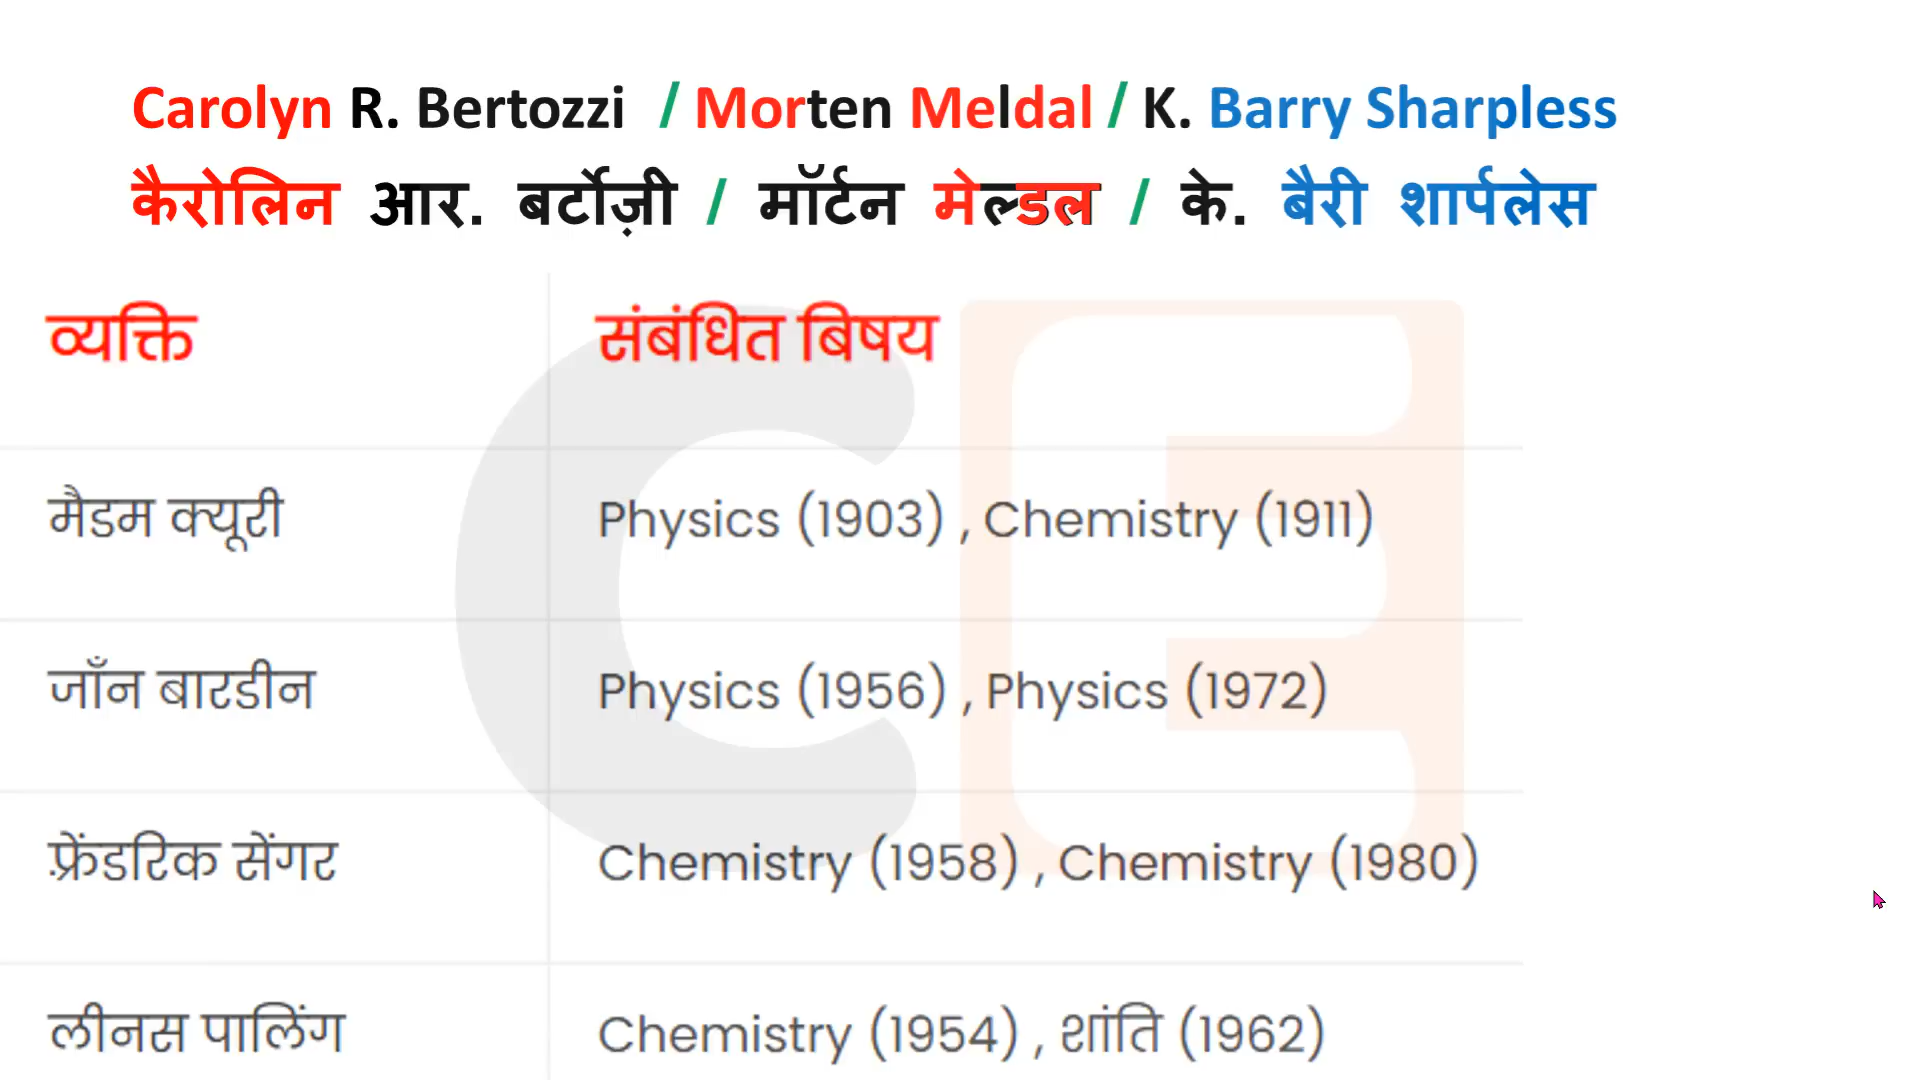 Carolyn R. Bertozzi / Morten Meldal / K. Barry Sharpless
कैरोलिन आर. बर्टोज़ी / मॉर्टन मेल्डल / के. बैरी शार्पलेस
व्यक्ति संबंधित बिषय
मैडम क्यूरी Physics (1903) , Chemistry (1911)
जाँन बारडीन Physics (1956) , Physics (1972)
फ़्रेंडरिक सेंगर Chemistry (1958) , Chemistry (1980)
लीनस पालिंग Chemistry (1954) , शांति (1962)